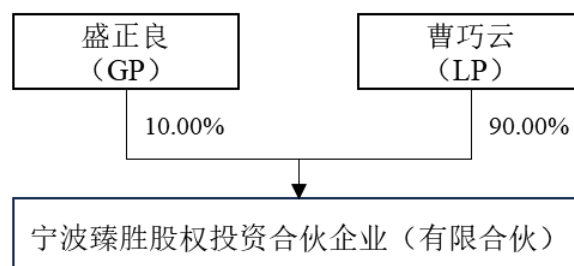 盛正良
（GP）
曹巧云
（LP）
10.00%
90.00%
宁波臻胜股权投资合伙企业（有限合伙）